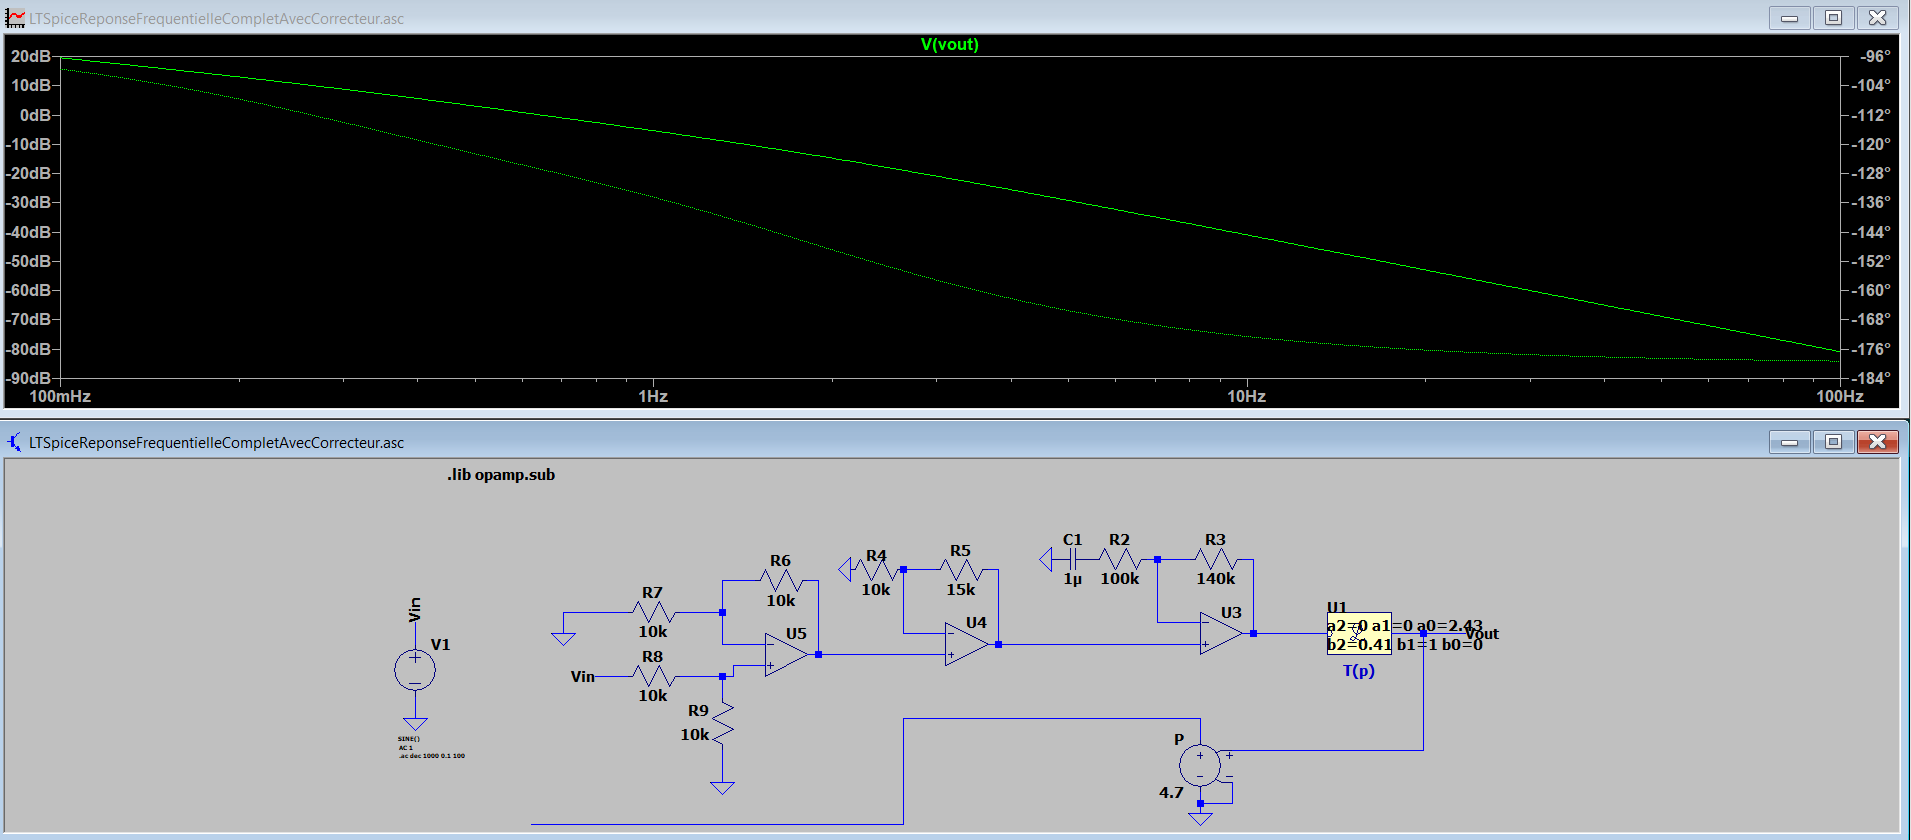 LTSpiceReponseFrequentielleCompletAvecCorrecteur.asc
V(vout)
20dB
10dB
0dB
-10dB
-20dB
-30dB
-40dB
-50dB
-60dB
-70dB
-80dB
-90dB
-96°
-104°
-112°
-120°
-128°
-136°
-144°
-152°
-160°
-168°
-176°
-184°
100mHz
1Hz
10Hz
100Hz
LTSpiceReponseFrequentielleCompletAvecCorrecteur.asc
.lib opamp.sub
Vin
V1
SINE()
AC 1
.ac dec 1000 0.1 100
R7
10k
R6
10k
U5
R8
10k
Vin
R9
10k
R4
10k
R5
15k
U4
C1
1µ
R2
100k
R3
140k
U3
U1
a2=0 a1=0 a0=2.43
b2=0.41 b1=1 b0=0
T(p)
Vout
P
4.7